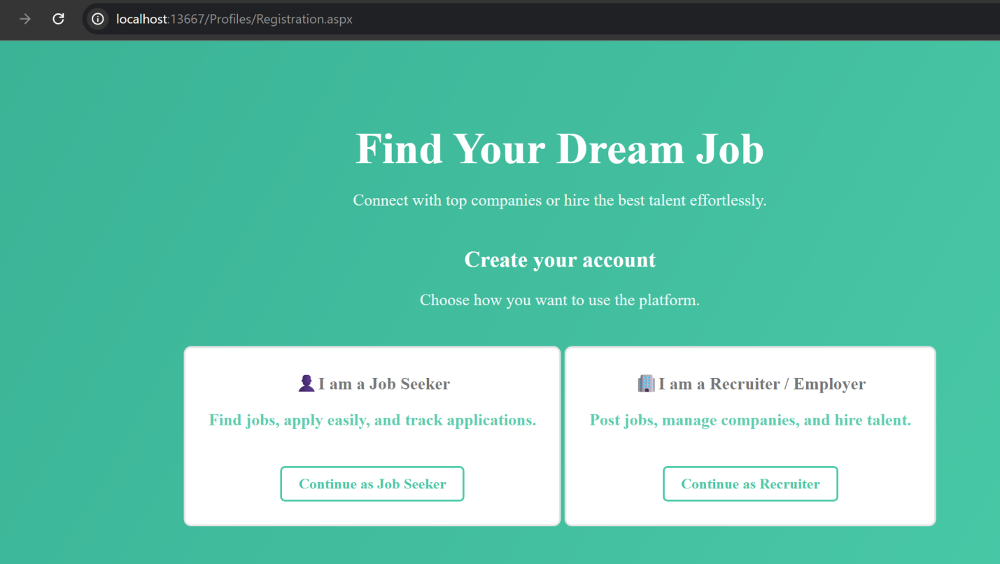 localhost:13667/Profiles/Registration.aspx
Find Your Dream Job
Connect with top companies or hire the best talent effortlessly.
Create your account
Choose how you want to use the platform.
I am a Job Seeker
Find jobs, apply easily, and track applications.
Continue as Job Seeker
I am a Recruiter / Employer
Post jobs, manage companies, and hire talent.
Continue as Recruiter